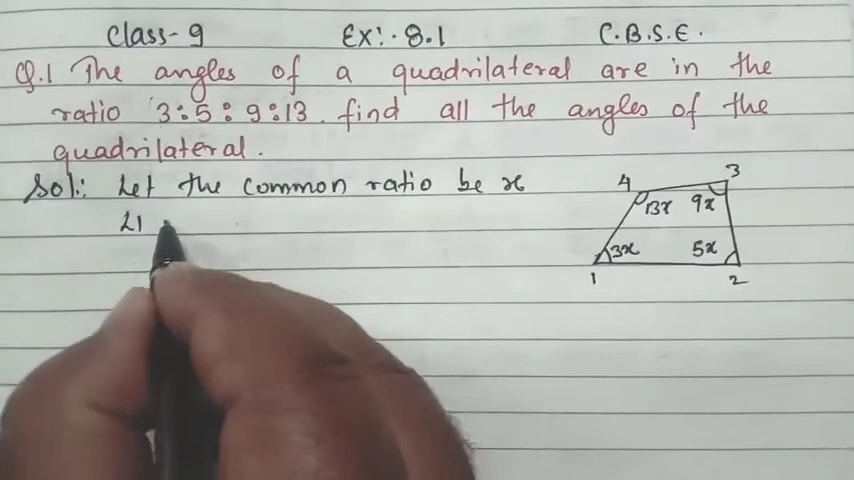 Class-9 Ex:. 8.1 C.B.S.E.
Q.1 The angles of a quadrilateral are in the
ratio 3:5:9:13. find all the angles of the
quadrilateral.
Sol:. Let the common ratio be x
∠1
4 3
13x 9x
3x 5x
1 2